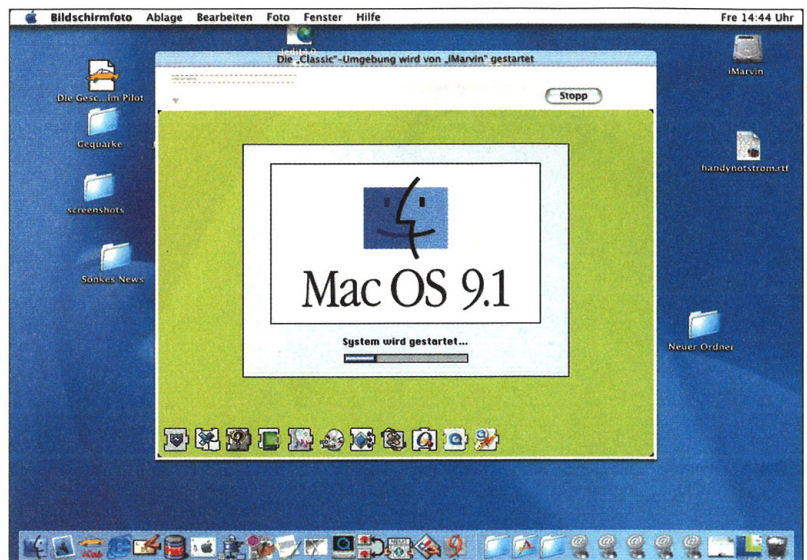 Bildschirmfoto Ablage Bearbeiten Foto Fenster Hilfe Fre 14:44 Uhr
jedit4.0
Die „Classic"-Umgebung wird von „iMarvin" gestartet
iMarvin
Stopp
Die Gesc...im Pilot
Gequarke
handynotstrom.rtf
screenshots
Sönkes News
Mac OS 9.1
System wird gestartet...
Neuer Ordner